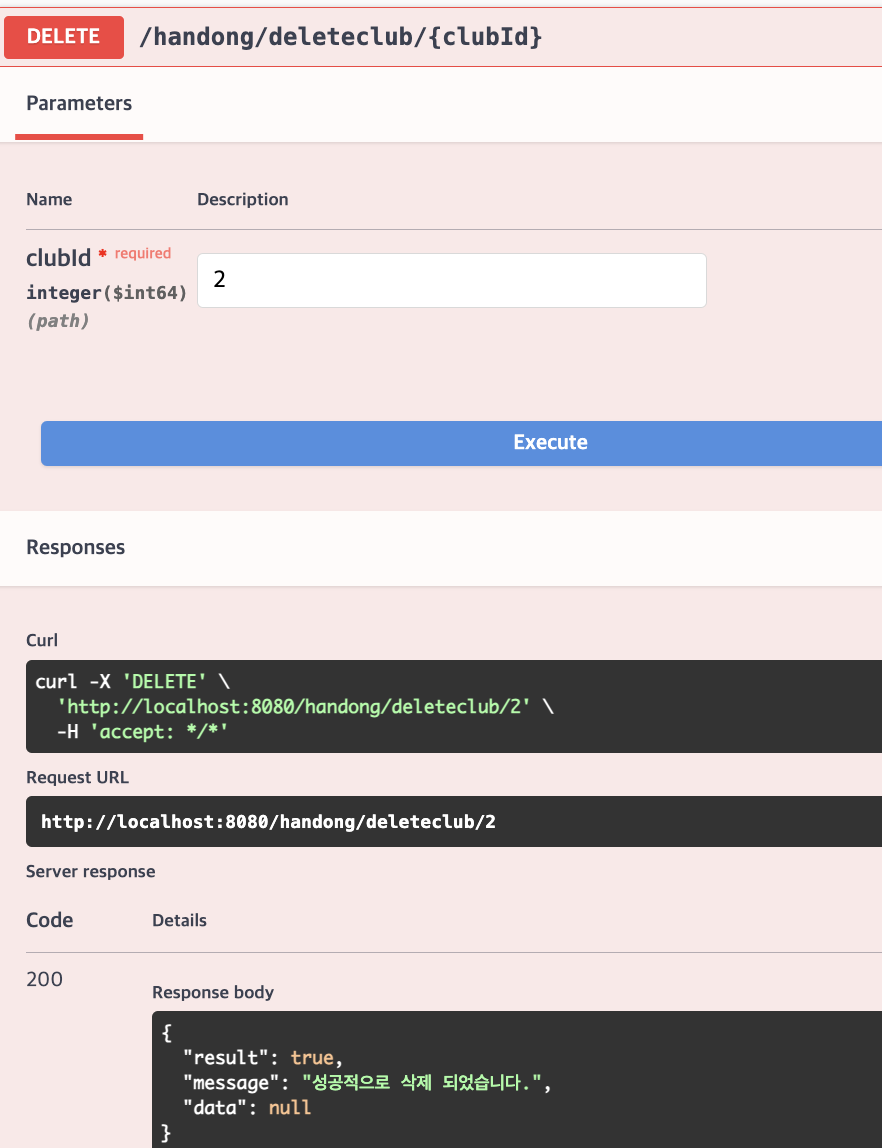 DELETE /handong/deleteclub/{clubId}
Parameters
Name Description
clubId * required
2
integer($int64)
(path)
Execute
Responses
Curl
curl -X 'DELETE' \
'http://localhost:8080/handong/deleteclub/2' \
-H 'accept: */*'
Request URL
http://localhost:8080/handong/deleteclub/2
Server response
Code Details
200
Response body
{
"result": true,
"message": "성공적으로 삭제 되었습니다.",
"data": null
}